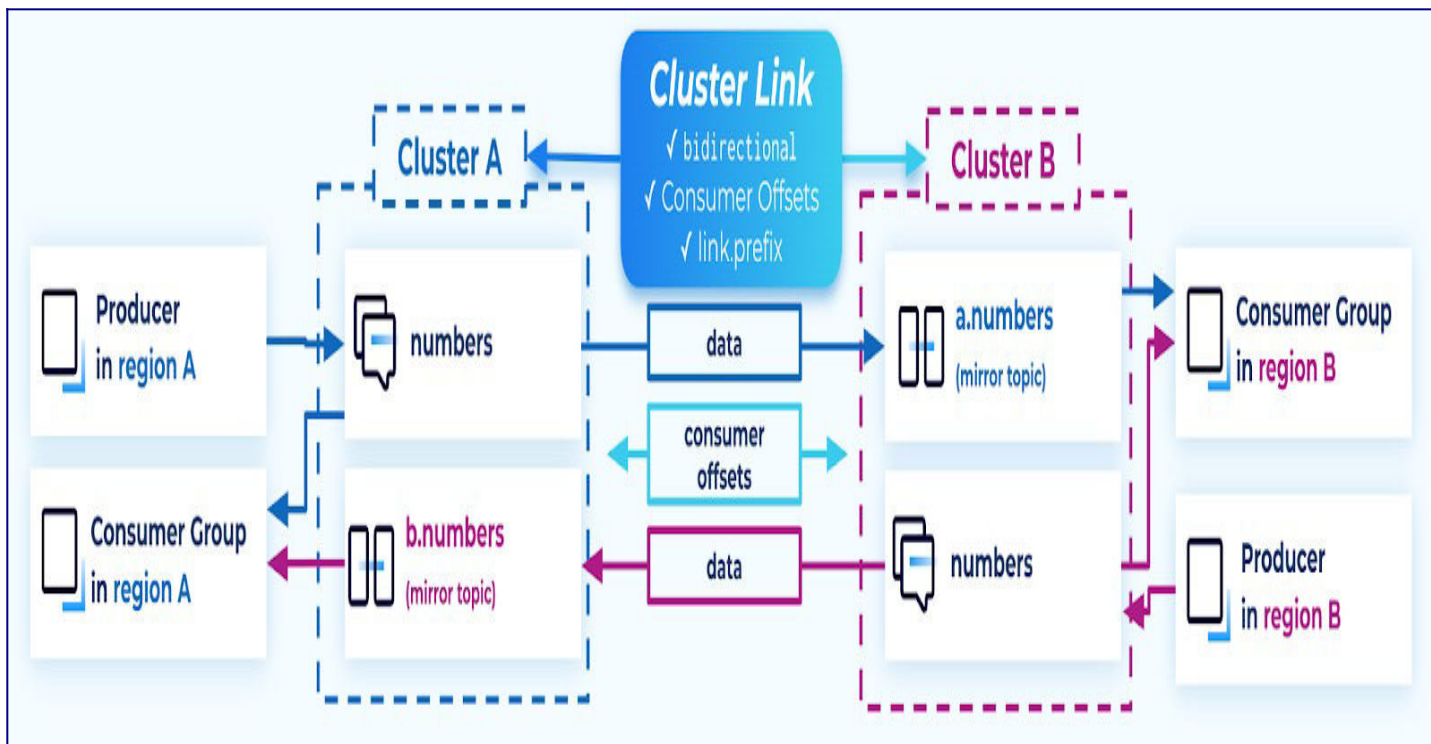 Cluster Link
✓ bidirectional
✓ Consumer Offsets
✓ link.prefix
Cluster A
Cluster B
Producer
in region A
numbers
data
a.numbers
(mirror topic)
Consumer Group
in region B
consumer
offsets
Consumer Group
in region A
b.numbers
(mirror topic)
data
numbers
Producer
in region B